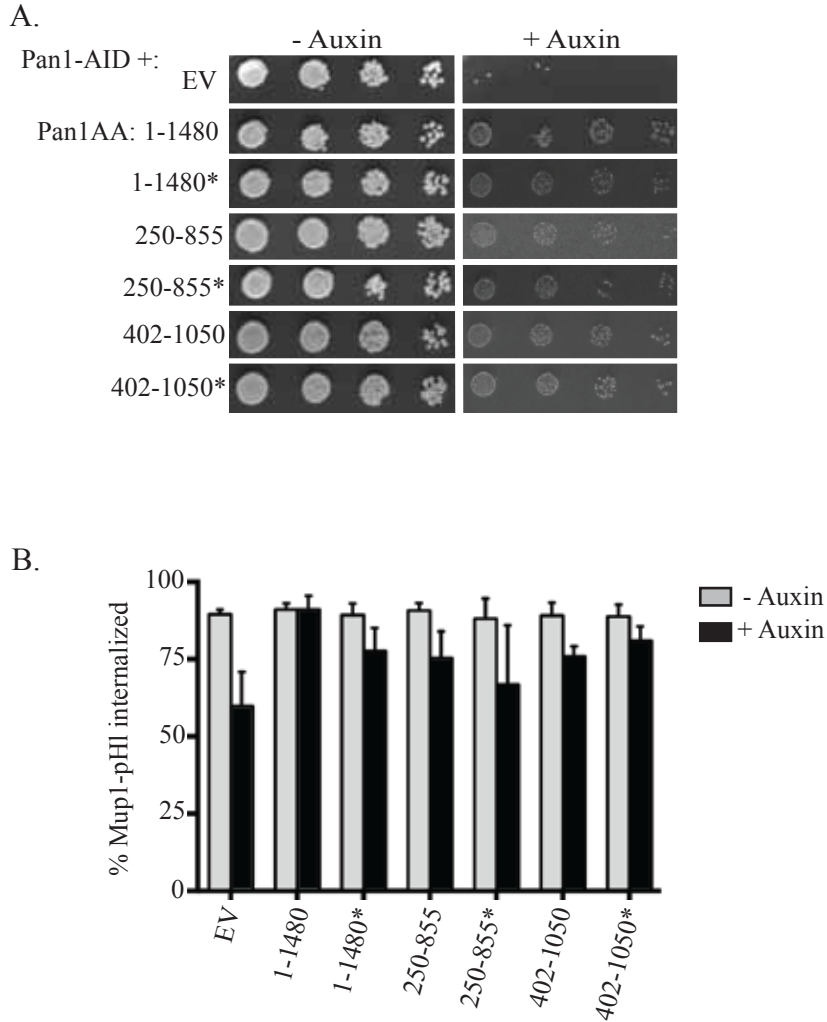 A.
- Auxin + Auxin
Pan1-AID +:
EV
Pan1AA: 1-1480
1-1480*
250-855
250-855*
402-1050
402-1050*
B.
% Mup1-pHl internalized
100
75
50
25
0
- Auxin
+ Auxin
EV
1-1480
1-1480*
250-855
250-855*
402-1050
402-1050*